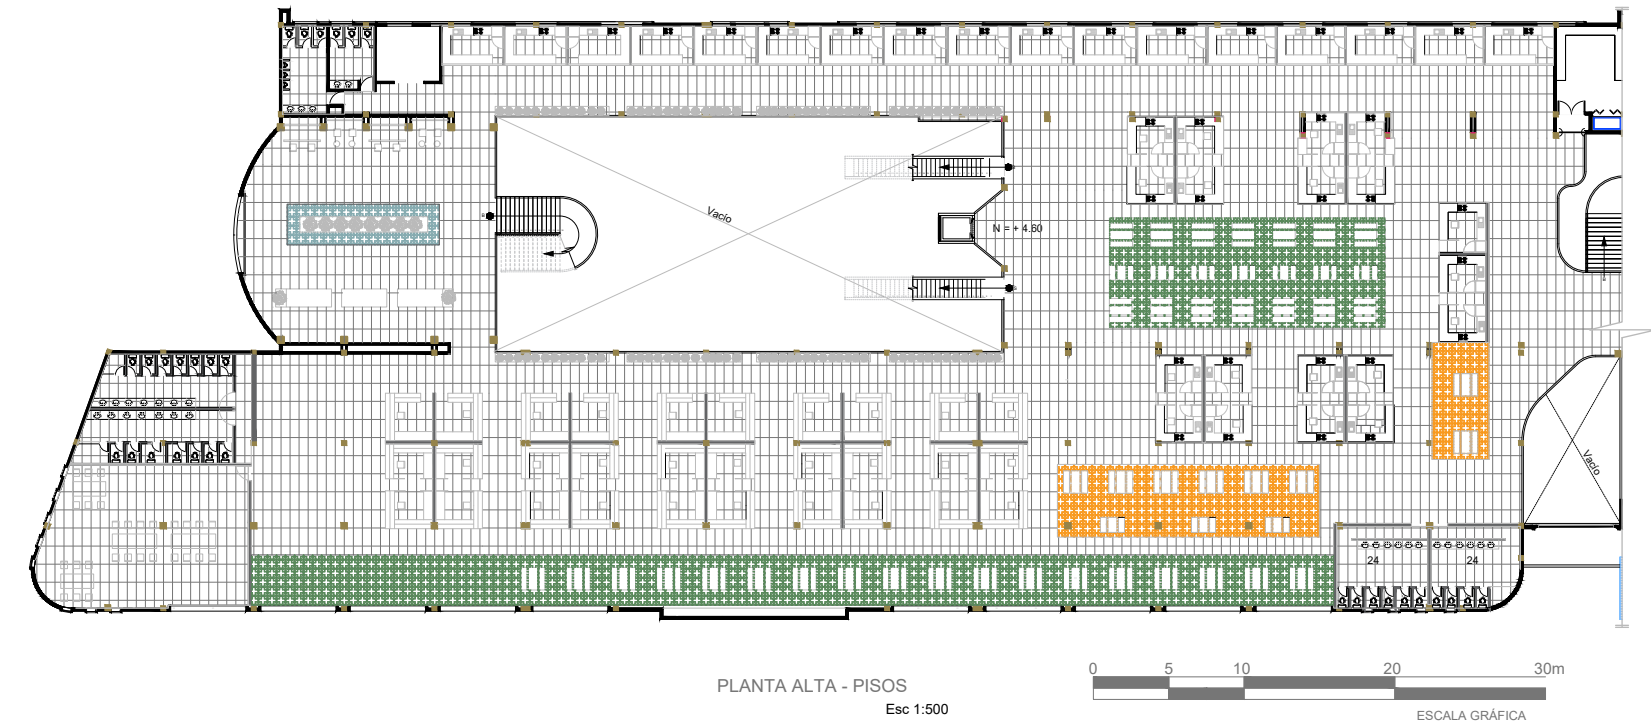 Vacío
N = + 4.60
Vacío
24
24
PLANTA ALTA - PISOS
Esc 1:500
0 5 10 20 30m
ESCALA GRÁFICA